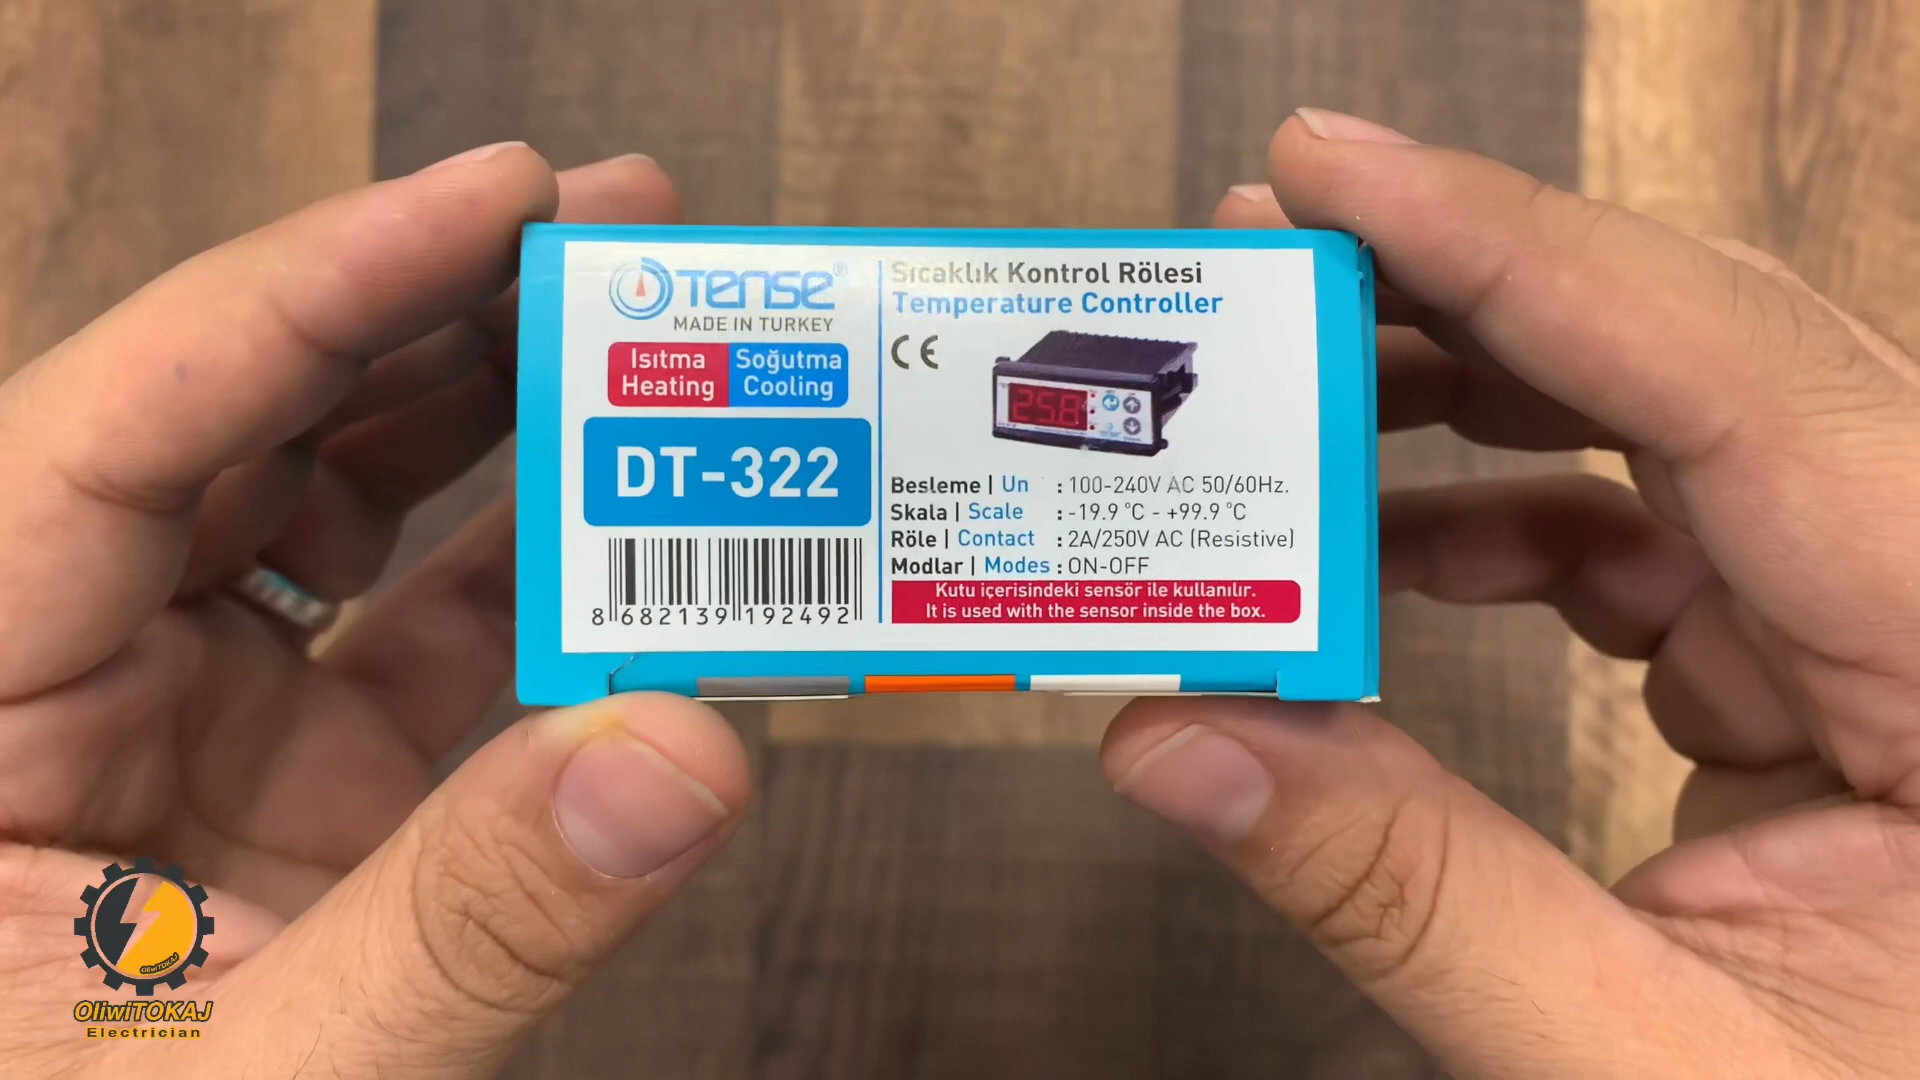 TENSE®
MADE IN TURKEY
Isıtma
Heating
Soğutma
Cooling
DT-322
8 682139 192492
Sıcaklık Kontrol Rölesi
Temperature Controller
CE
25.8
Besleme | Un : 100-240V AC 50/60Hz.
Skala | Scale : -19.9 °C - +99.9 °C
Röle | Contact : 2A/250V AC (Resistive)
Modlar | Modes : ON-OFF
Kutu içerisindeki sensör ile kullanılır.
It is used with the sensor inside the box.
OliwiTOKAJ
OliwiTOKAJ
Electrician